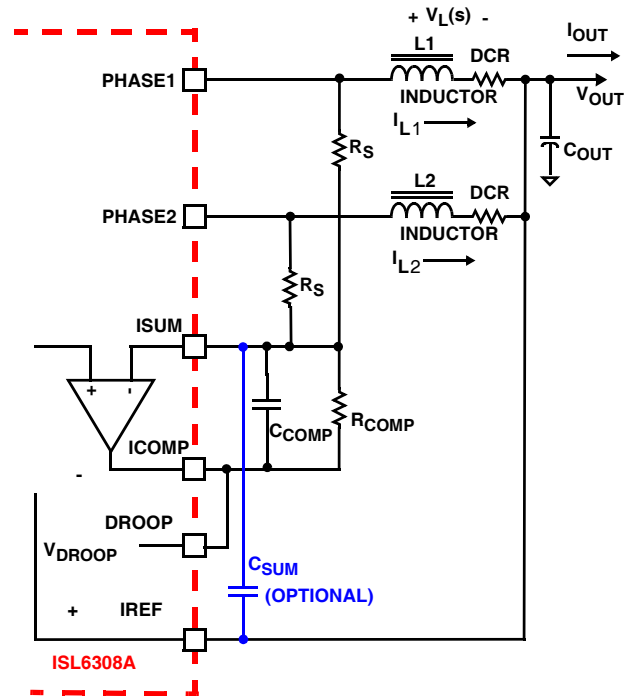 + VL(s) -
IOUT
L1
DCR
PHASE1
INDUCTOR
VOUT
IL1
COUT
RS
L2
DCR
PHASE2
INDUCTOR
IL2
RS
ISUM
+ -
CCOMP
RCOMP
ICOMP
-
DROOP
VDROOP
CSUM
(OPTIONAL)
+ IREF
ISL6308A